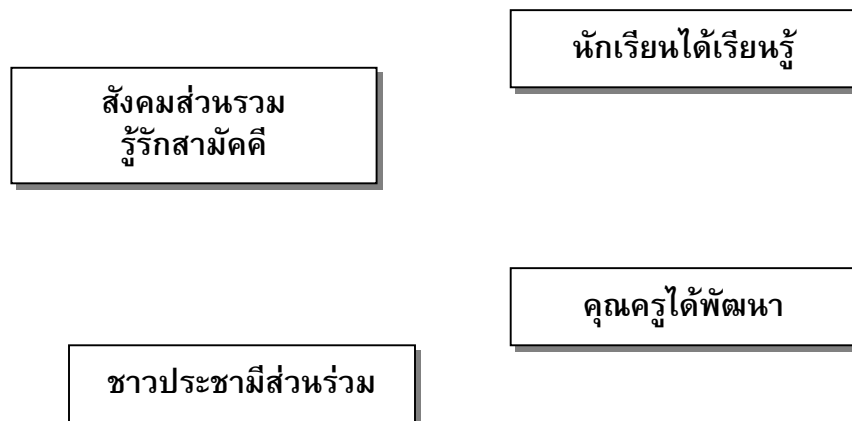 นักเรียนได้เรียนรู้
สังคมส่วนรวม
รู้รักสามัคคี
คุณครูได้พัฒนา
ชาวประชามีส่วนร่วม